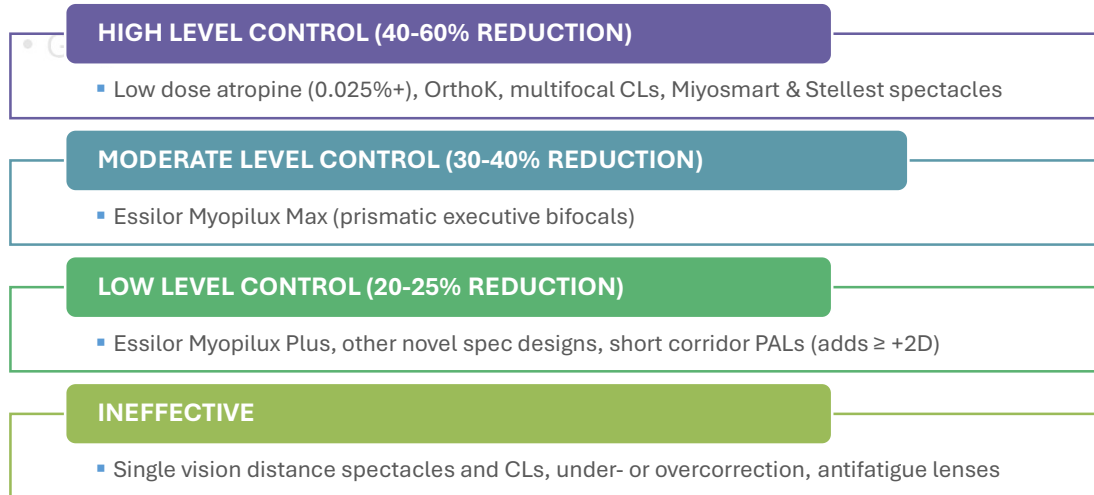 HIGH LEVEL CONTROL (40-60% REDUCTION)
▪ Low dose atropine (0.025%+), OrthoK, multifocal CLs, Miyosmart & Stellest spectacles
MODERATE LEVEL CONTROL (30-40% REDUCTION)
▪ Essilor Myopilux Max (prismatic executive bifocals)
LOW LEVEL CONTROL (20-25% REDUCTION)
▪ Essilor Myopilux Plus, other novel spec designs, short corridor PALs (adds ≥ +2D)
INEFFECTIVE
▪ Single vision distance spectacles and CLs, under- or overcorrection, antifatigue lenses